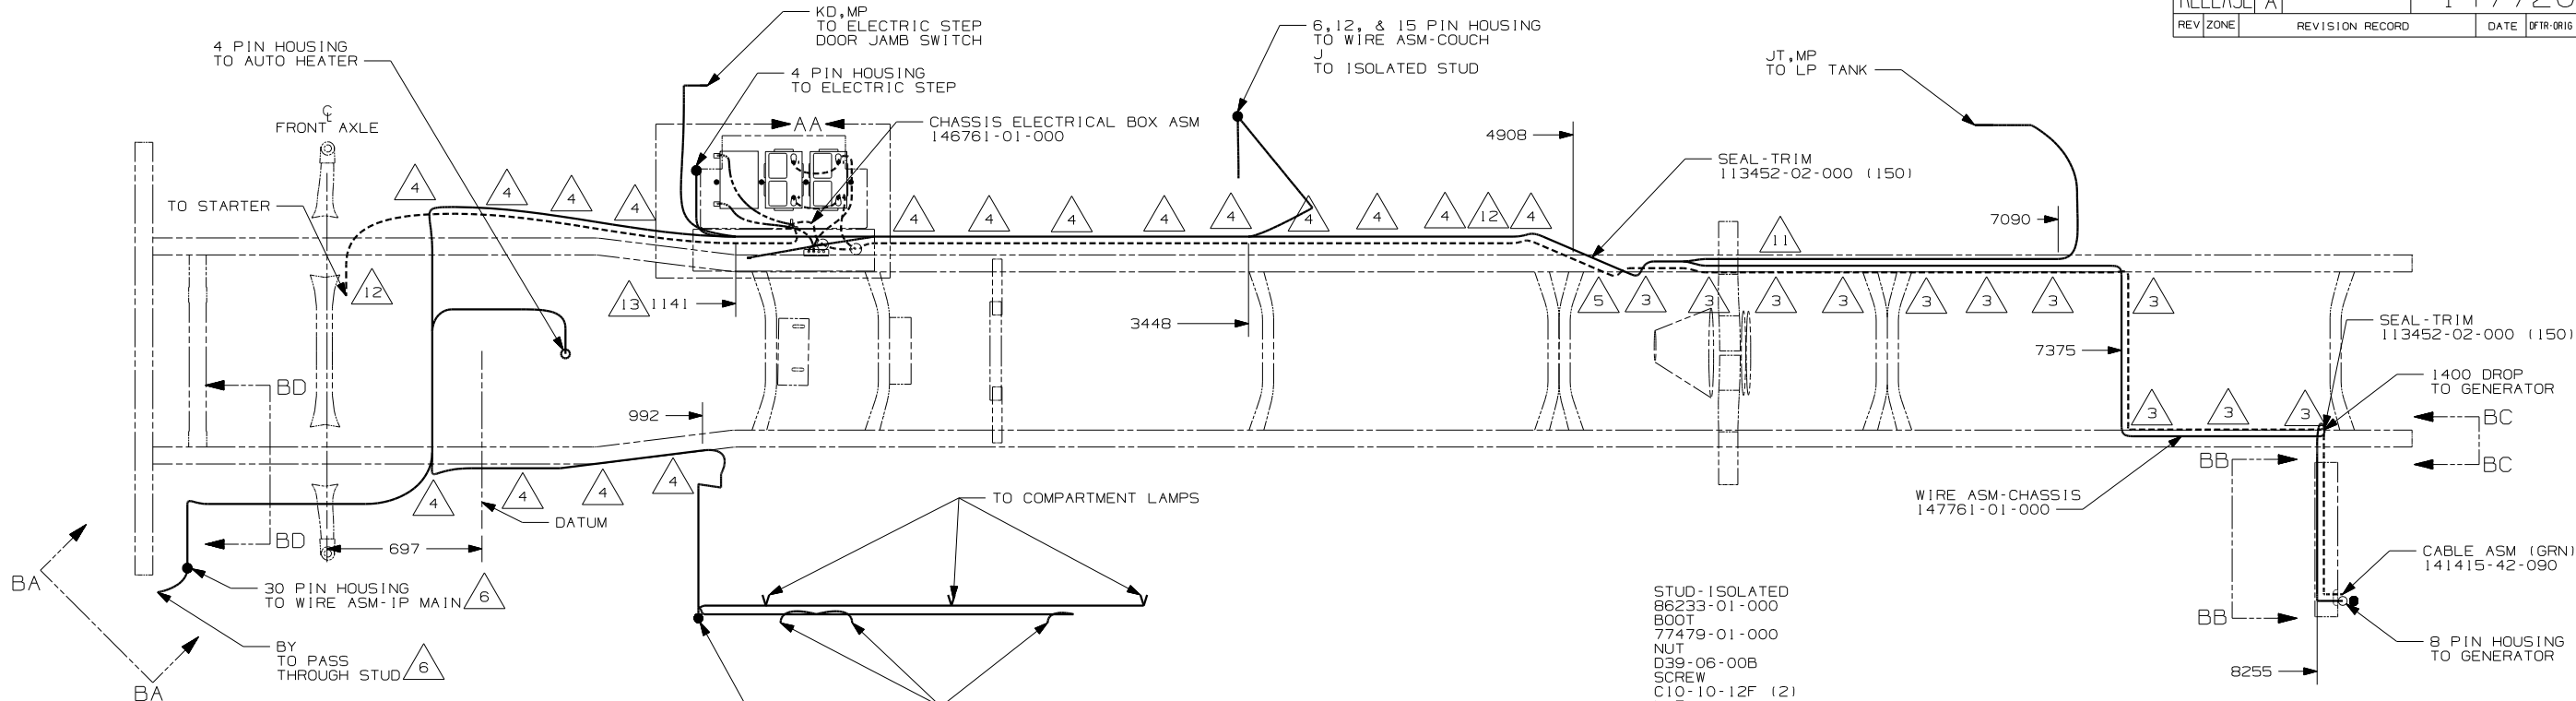 RELEASE A
REV ZONE REVISION RECORD DATE DFTR-ORIG
KD,MP
TO ELECTRIC STEP
DOOR JAMB SWITCH
4 PIN HOUSING
TO AUTO HEATER
4 PIN HOUSING
TO ELECTRIC STEP
6,12, & 15 PIN HOUSING
TO WIRE ASM-COUCH
J
TO ISOLATED STUD
JT,MP
TO LP TANK
℄
FRONT AXLE
AA
CHASSIS ELECTRICAL BOX ASM
146761-01-000
4908
SEAL-TRIM
113452-02-000 (150)
TO STARTER
4
4
4
4
4
4
4
4
4
4
4
4
12
4
11
7090
12
13
1141
3448
5
3
3
3
3
3
3
3
3
SEAL-TRIM
113452-02-000 (150)
7375
1400 DROP
TO GENERATOR
BD
992
3
3
3
BC
BC
BB
4
4
4
4
TO COMPARTMENT LAMPS
WIRE ASM-CHASSIS
147761-01-000
DATUM
BD
697
BA
30 PIN HOUSING
TO WIRE ASM-IP MAIN
6
CABLE ASM (GRN)
141415-42-090
STUD-ISOLATED
86233-01-000
BOOT
77479-01-000
NUT
D39-06-00B
SCREW
C10-10-12F (2)
BB
BY
TO PASS
THROUGH STUD
6
8 PIN HOUSING
TO GENERATOR
8255
BA